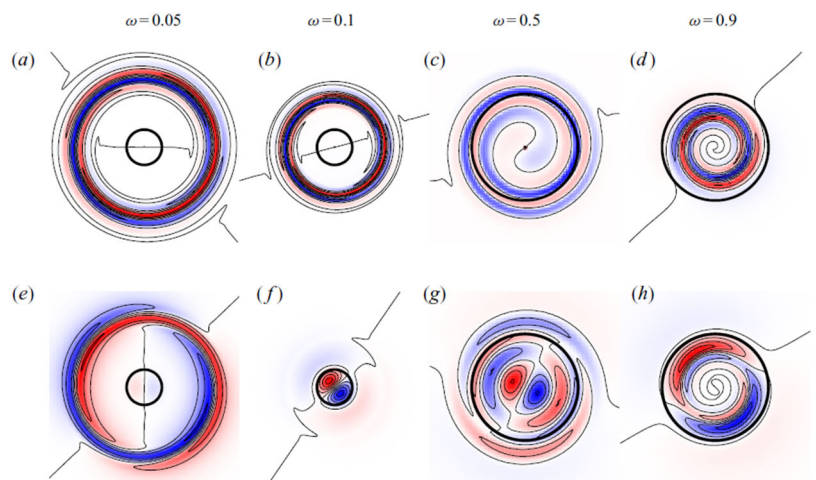 ω = 0.05 ω = 0.1 ω = 0.5 ω = 0.9
(a) (b) (c) (d)
(e) (f) (g) (h)